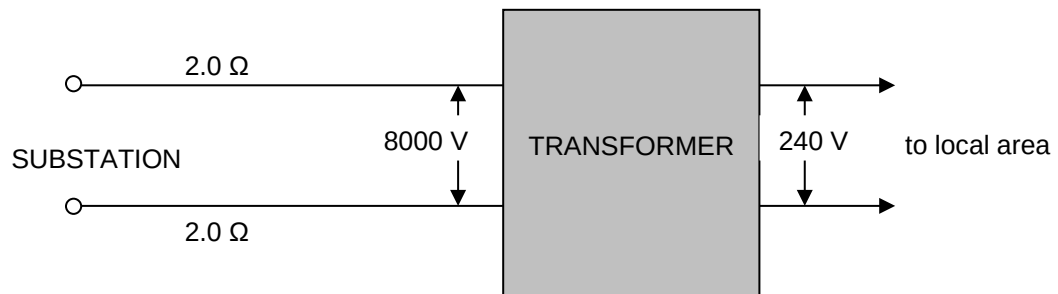 2.0 Ω
8000 V
TRANSFORMER
240 V
to local area
SUBSTATION
2.0 Ω